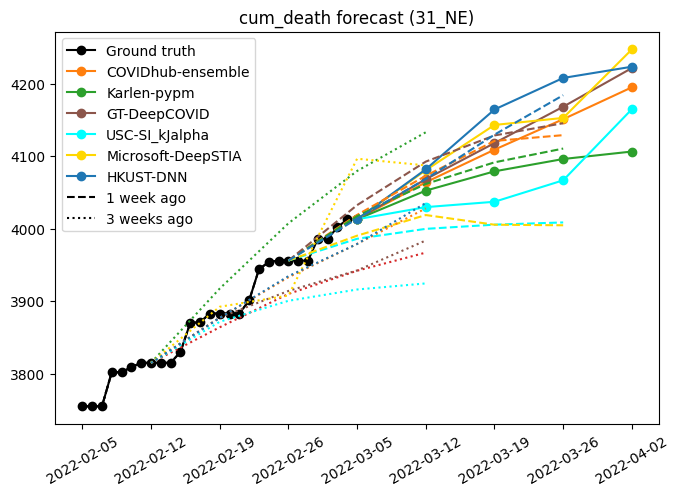 cum_death forecast (31_NE)
Ground truth
COVIDhub-ensemble
Karlen-pypm
GT-DeepCOVID
USC-SI_kJalpha
Microsoft-DeepSTIA
HKUST-DNN
1 week ago
3 weeks ago
4200
4100
4000
3900
3800
2022-02-05
2022-02-12
2022-02-19
2022-02-26
2022-03-05
2022-03-12
2022-03-19
2022-03-26
2022-04-02